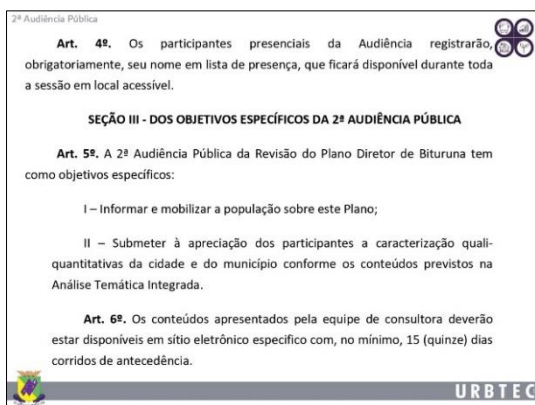 2ª Audiência Pública
Art. 4º. Os participantes presenciais da Audiência registrarão,
obrigatoriamente, seu nome em lista de presença, que ficará disponível durante toda
a sessão em local acessível.
SEÇÃO III - DOS OBJETIVOS ESPECÍFICOS DA 2ª AUDIÊNCIA PÚBLICA
Art. 5º. A 2ª Audiência Pública da Revisão do Plano Diretor de Bituruna tem
como objetivos específicos:
I – Informar e mobilizar a população sobre este Plano;
II – Submeter à apreciação dos participantes a caracterização quali-
quantitativas da cidade e do município conforme os conteúdos previstos na
Análise Temática Integrada.
Art. 6º. Os conteúdos apresentados pela equipe de consultora deverão
estar disponíveis em sítio eletrônico especifico com, no mínimo, 15 (quinze) dias
corridos de antecedência.
URBTEC